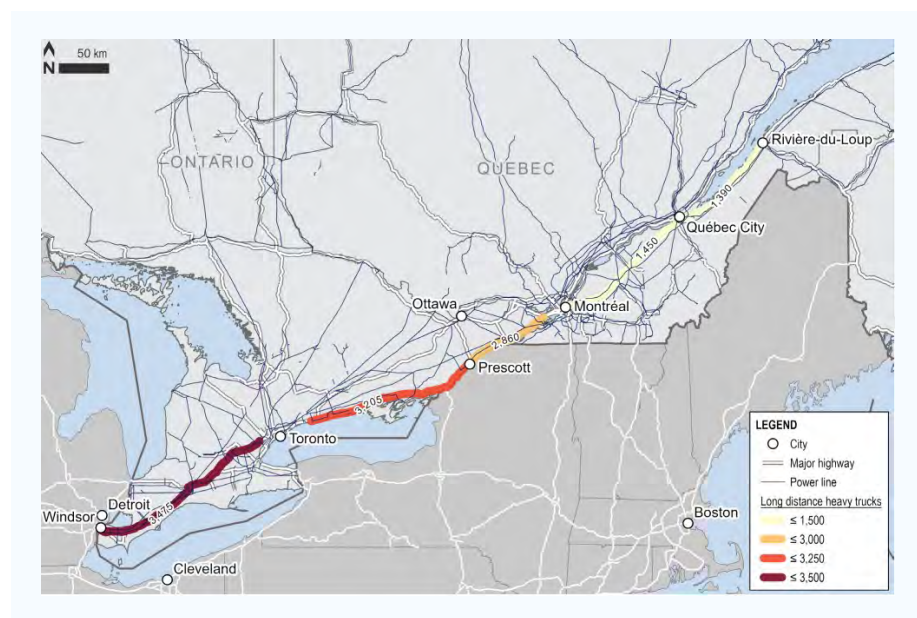 50 km
N
ONTARIO
QUEBEC
Rivière-du-Loup
1,390
Québec City
1,450
Ottawa
Montréal
2,860
Prescott
3,205
Toronto
3,475
Detroit
Windsor
Cleveland
Boston
LEGEND
City
Major highway
Power line
Long distance heavy trucks
≤ 1,500
≤ 3,000
≤ 3,250
≤ 3,500